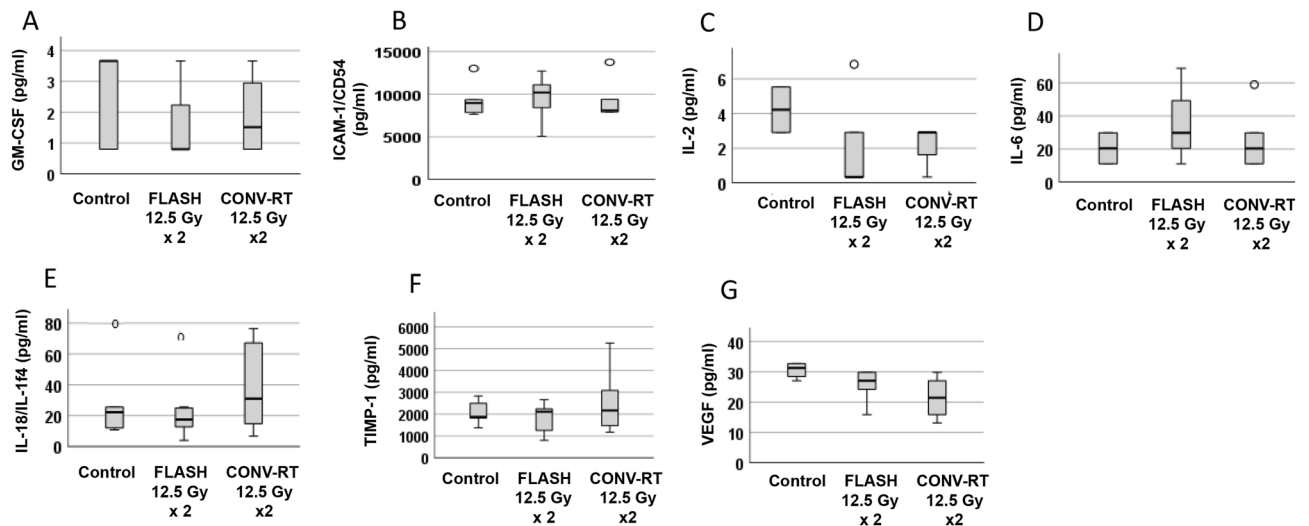 A
GM-CSF (pg/ml)
4
3
2
1
0
Control
FLASH
12.5 Gy
x 2
CONV-RT
12.5 Gy
x2
B
ICAM-1/CD54
(pg/ml)
15000
10000
5000
0
Control
FLASH
12.5 Gy
x 2
CONV-RT
12.5 Gy
x2
C
IL-2 (pg/ml)
6
4
2
0
Control
FLASH
12.5 Gy
x 2
CONV-RT
12.5 Gy
x2
D
IL-6 (pg/ml)
60
40
20
0
Control
FLASH
12.5 Gy
x 2
CONV-RT
12.5 Gy
x2
E
IL-18/IL-1f4 (pg/ml)
80
60
40
20
0
Control
FLASH
12.5 Gy
x 2
CONV-RT
12.5 Gy
x2
F
TIMP-1 (pg/ml)
6000
5000
4000
3000
2000
1000
0
Control
FLASH
12.5 Gy
x 2
CONV-RT
12.5 Gy
x2
G
VEGF (pg/ml)
40
30
20
10
0
Control
FLASH
12.5 Gy
x 2
CONV-RT
12.5 Gy
x2